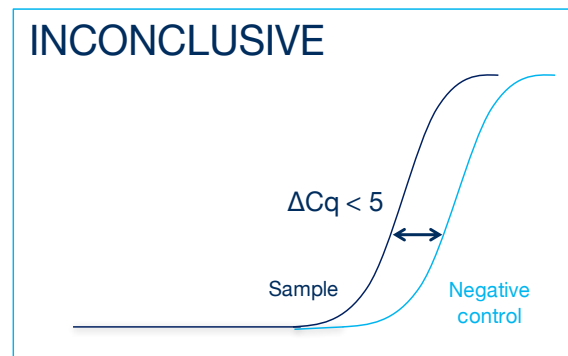 INCONCLUSIVE
ΔCq < 5
Sample
Negative
control